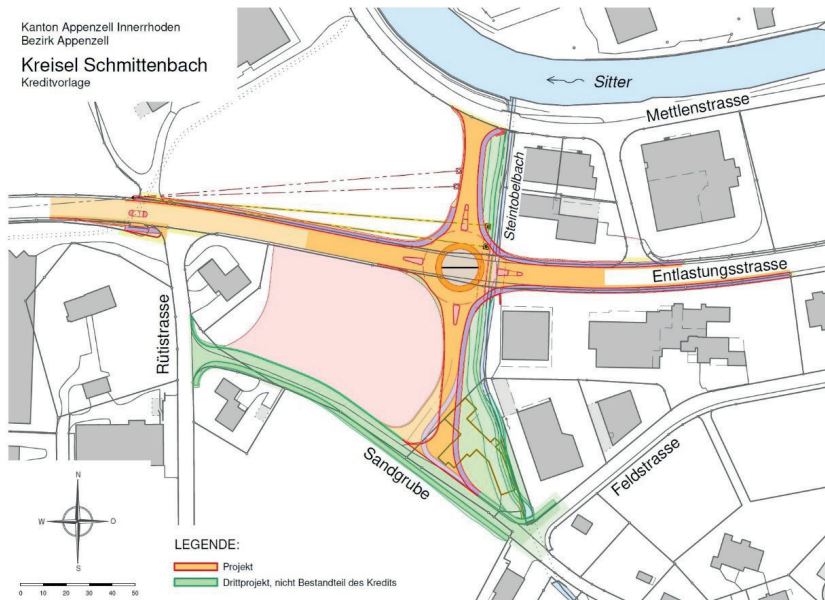 Kanton Appenzell Innerrhoden
Bezirk Appenzell
Kreisel Schmittenbach
Kreditvorlage
Sitter
Mettlenstrasse
Steintobelbach
Entlastungsstrasse
Rütistrasse
Sandgrube
Feldstrasse
N
W O
S
LEGENDE:
Projekt
Drittprojekt, nicht Bestandteil des Kredits
0 10 20 30 40 50